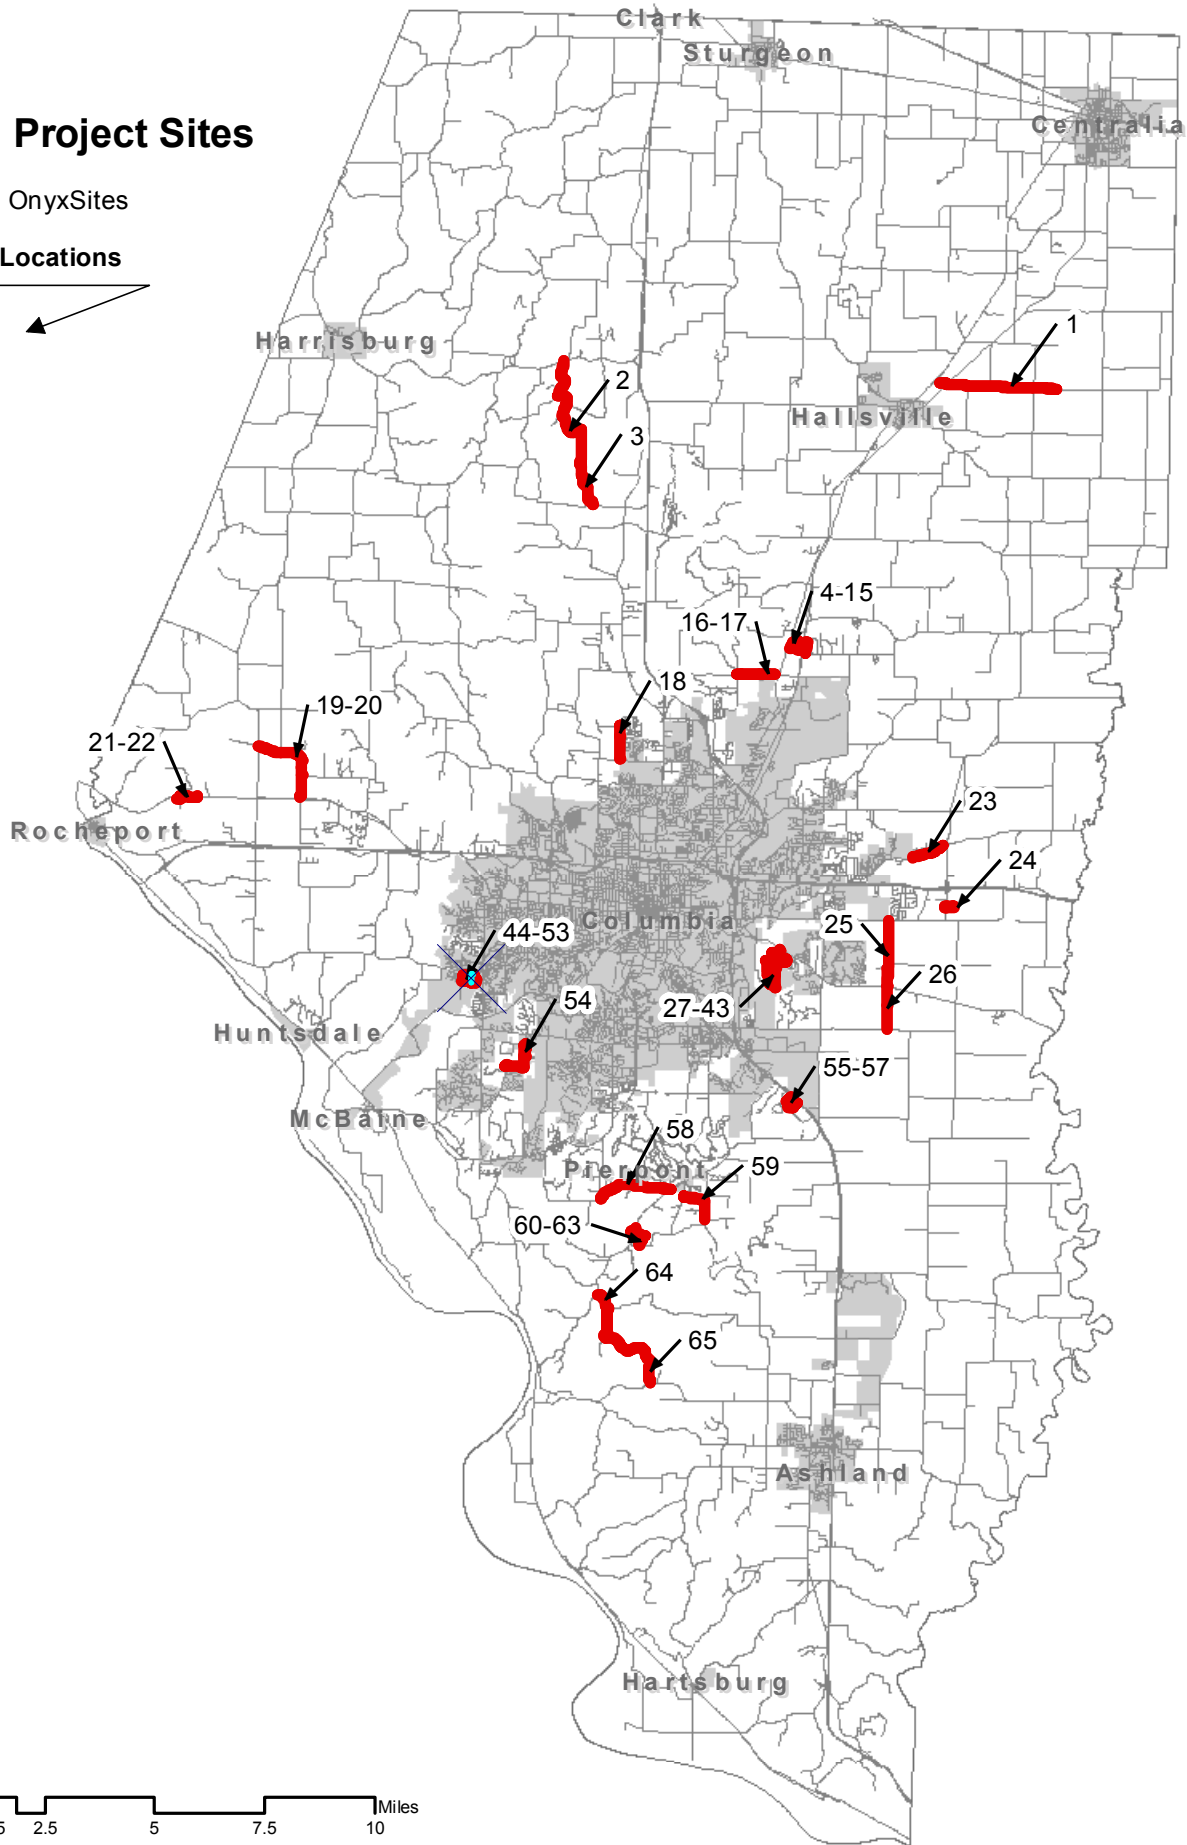 Clark
Sturgeon
Centralia
Project Sites
OnyxSites
Locations
1
Harrisburg
2
Hallsville
3
4-15
16-17
18
19-20
21-22
23
Rocheport
24
Columbia
25
44-53
26
54
27-43
Huntsdale
55-57
McBaine
58
Pierpont
59
60-63
64
65
Ashland
Hartsburg
Miles
5 2.5 5 7.5 10